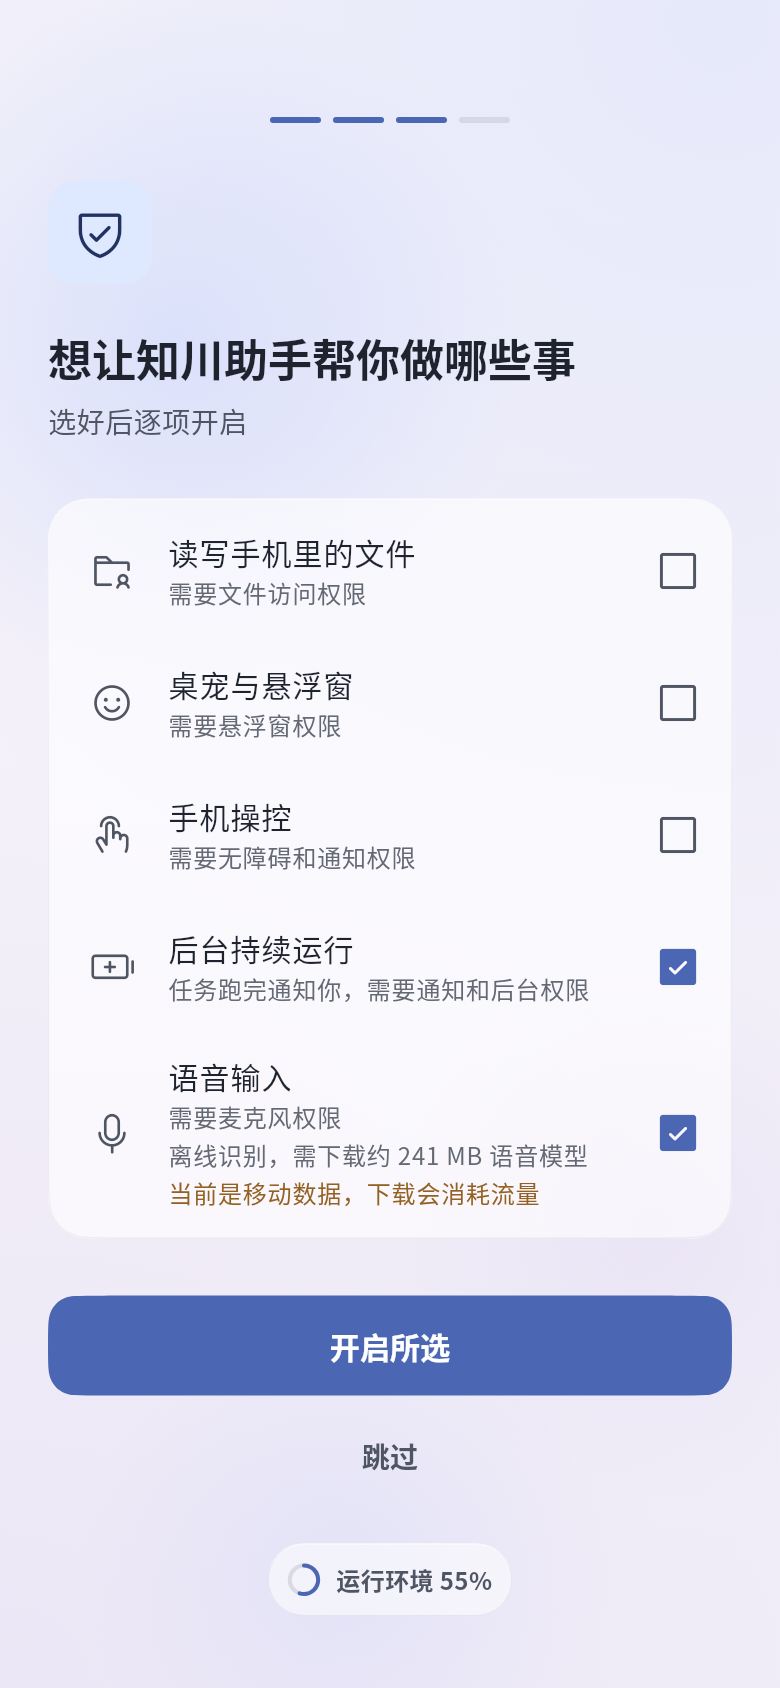 想让知川助手帮你做哪些事
选好后逐项开启
读写手机里的文件
需要文件访问权限
桌宠与悬浮窗
需要悬浮窗权限
手机操控
需要无障碍和通知权限
后台持续运行
任务跑完通知你，需要通知和后台权限
语音输入
需要麦克风权限
离线识别，需下载约 241 MB 语音模型
当前是移动数据，下载会消耗流量
开启所选
跳过
运行环境 55%